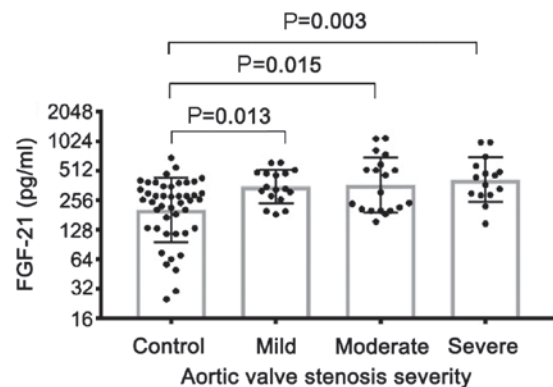 P=0.003
P=0.015
P=0.013
2048
1024
512
256
128
64
32
16
FGF-21 (pg/ml)
Control Mild Moderate Severe
Aortic valve stenosis severity